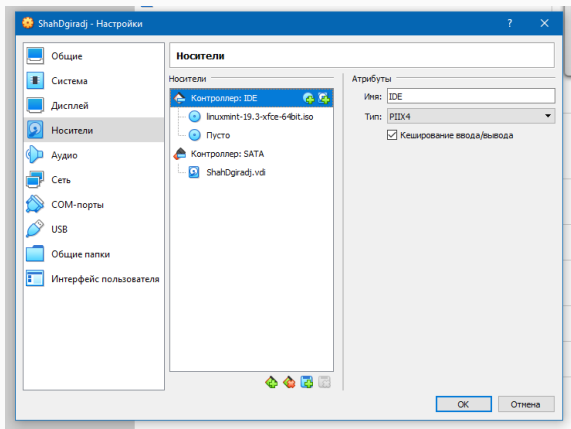 ShahDgiradj - Настройки
Общие
Система
Дисплей
Носители
Аудио
Сеть
COM-порты
USB
Общие папки
Интерфейс пользователя
Носители
Носители
Контроллер: IDE
linuxmint-19.3-xfce-64bit.iso
Пусто
Контроллер: SATA
ShahDgiradj.vdi
Атрибуты
Имя: IDE
Тип: PIIX4
Кеширование ввода/вывода
OK Отмена